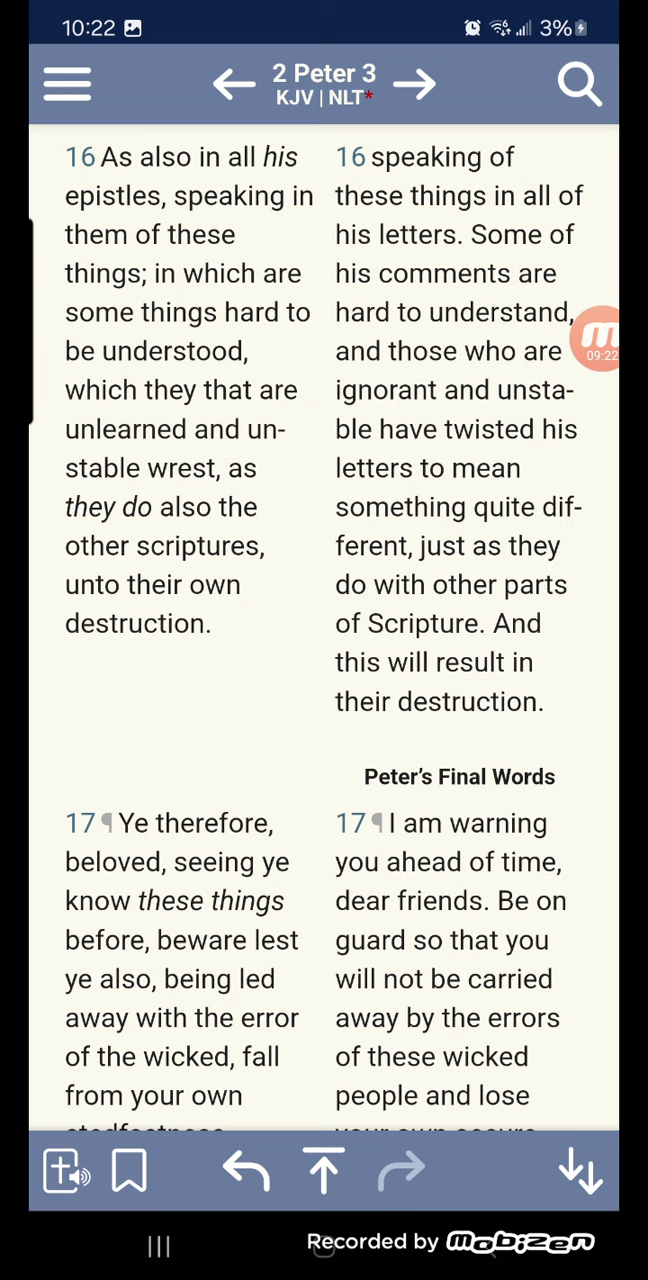 10:22 3%
2 Peter 3
KJV | NLT*
16 As also in all his
epistles, speaking in
them of these
things; in which are
some things hard to
be understood,
which they that are
unlearned and un-
stable wrest, as
they do also the
other scriptures,
unto their own
destruction.
16 speaking of
these things in all of
his letters. Some of
his comments are
hard to understand,
and those who are
ignorant and unsta-
ble have twisted his
letters to mean
something quite dif-
ferent, just as they
do with other parts
of Scripture. And
this will result in
their destruction.
09:22
Peter’s Final Words
17 ¶ Ye therefore,
beloved, seeing ye
know these things
before, beware lest
ye also, being led
away with the error
of the wicked, fall
from your own
17 ¶ I am warning
you ahead of time,
dear friends. Be on
guard so that you
will not be carried
away by the errors
of these wicked
people and lose
Recorded by Mobizen